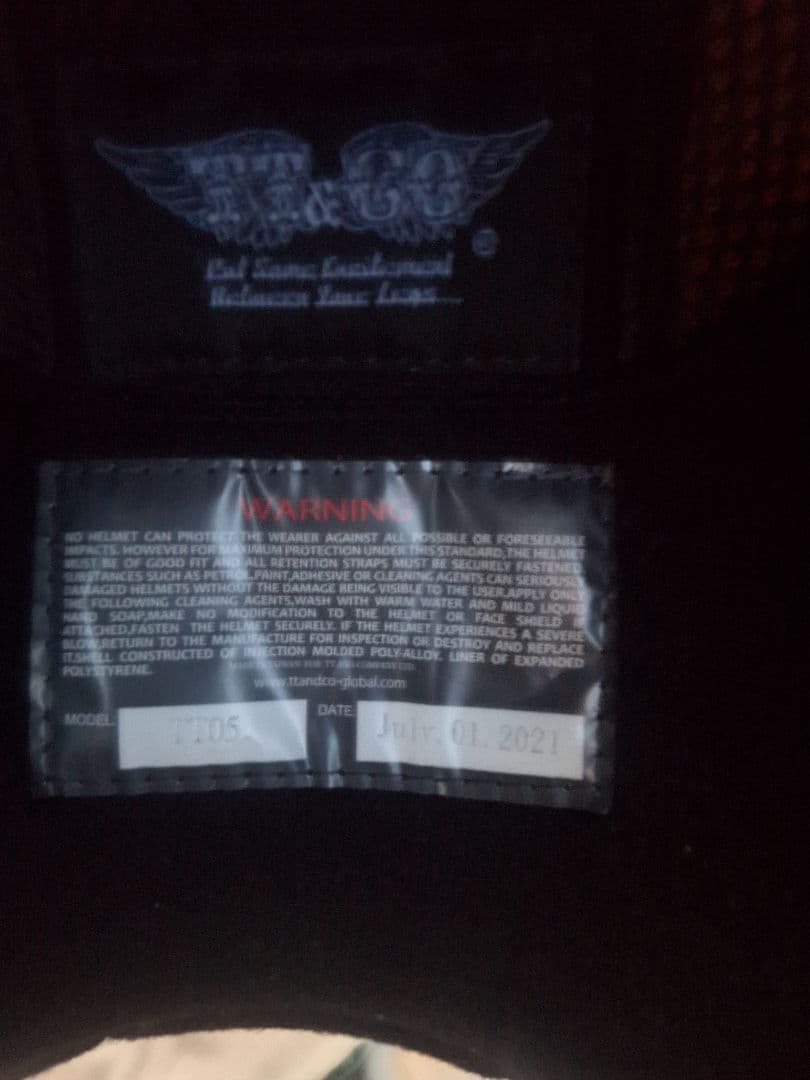 TT&CO
®
Put Some Excitement
Between Your Legs....
WARNING
NO HELMET CAN PROTECT THE WEARER AGAINST ALL POSSIBLE OR FORESEEABLE
IMPACTS. HOWEVER FOR MAXIMUM PROTECTION UNDER THIS STANDARD,THE HELMET
MUST BE OF GOOD FIT AND ALL RETENTION STRAPS MUST BE SECURELY FASTENED
SUBSTANCES SUCH AS PETROL,PAINT,ADHESIVE OR CLEANING AGENTS CAN SERIOUSLY
DAMAGED HELMETS WITHOUT THE DAMAGE BEING VISIBLE TO THE USER.APPLY ONLY
THE FOLLOWING CLEANING AGENTS,WASH WITH WARM WATER AND MILD LIQUID
HAND SOAP,MAKE NO MODIFICATION TO THE HELMET OR FACE SHIELD IF
ATTACHED,FASTEN THE HELMET SECURELY. IF THE HELMET EXPERIENCES A SEVERE
BLOW,RETURN TO THE MANUFACTURE FOR INSPECTION OR DESTROY AND REPLACE
IT.SHELL CONSTRUCTED OF INJECTION MOLDED POLY-ALLOY. LINER OF EXPANDED
POLYSTYRENE.
www.ttandco-global.com
MODEL: TT05 DATE: July. 01. 2021